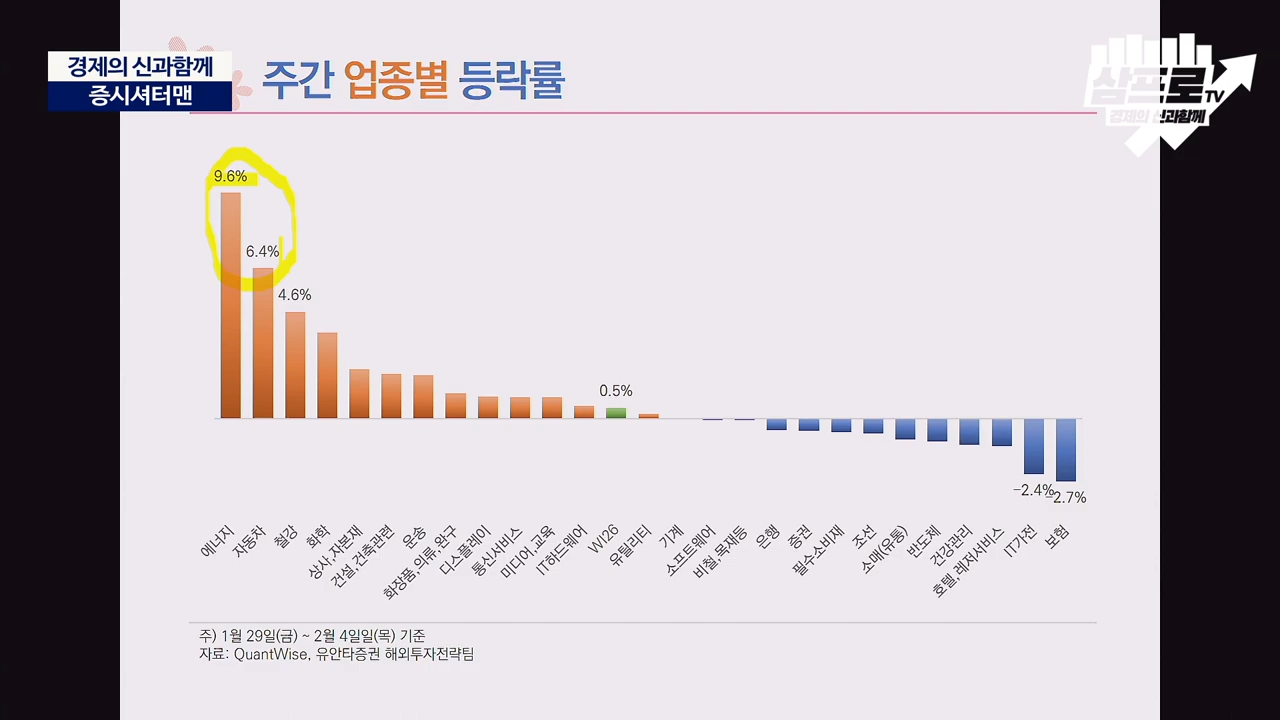 경제의 신과함께
증시셔터맨
주간 업종별 등락률
삼프로TV
경제의 신과함께
9.6%
6.4%
4.6%
0.5%
-2.4%
-2.7%
에너지
자동차
철강
화학
상사,자본재
건설,건축관련
운송
화장품,의류,완구
디스플레이
통신서비스
미디어,교육
IT하드웨어
WI26
유틸리티
기계
소프트웨어
비철,목재등
은행
증권
필수소비재
조선
소매(유통)
반도체
건강관리
호텔,레저서비스
IT가전
보험
주) 1월 29일(금) ~ 2월 4일일(목) 기준
자료: QuantWise, 유안타증권 해외투자전략팀